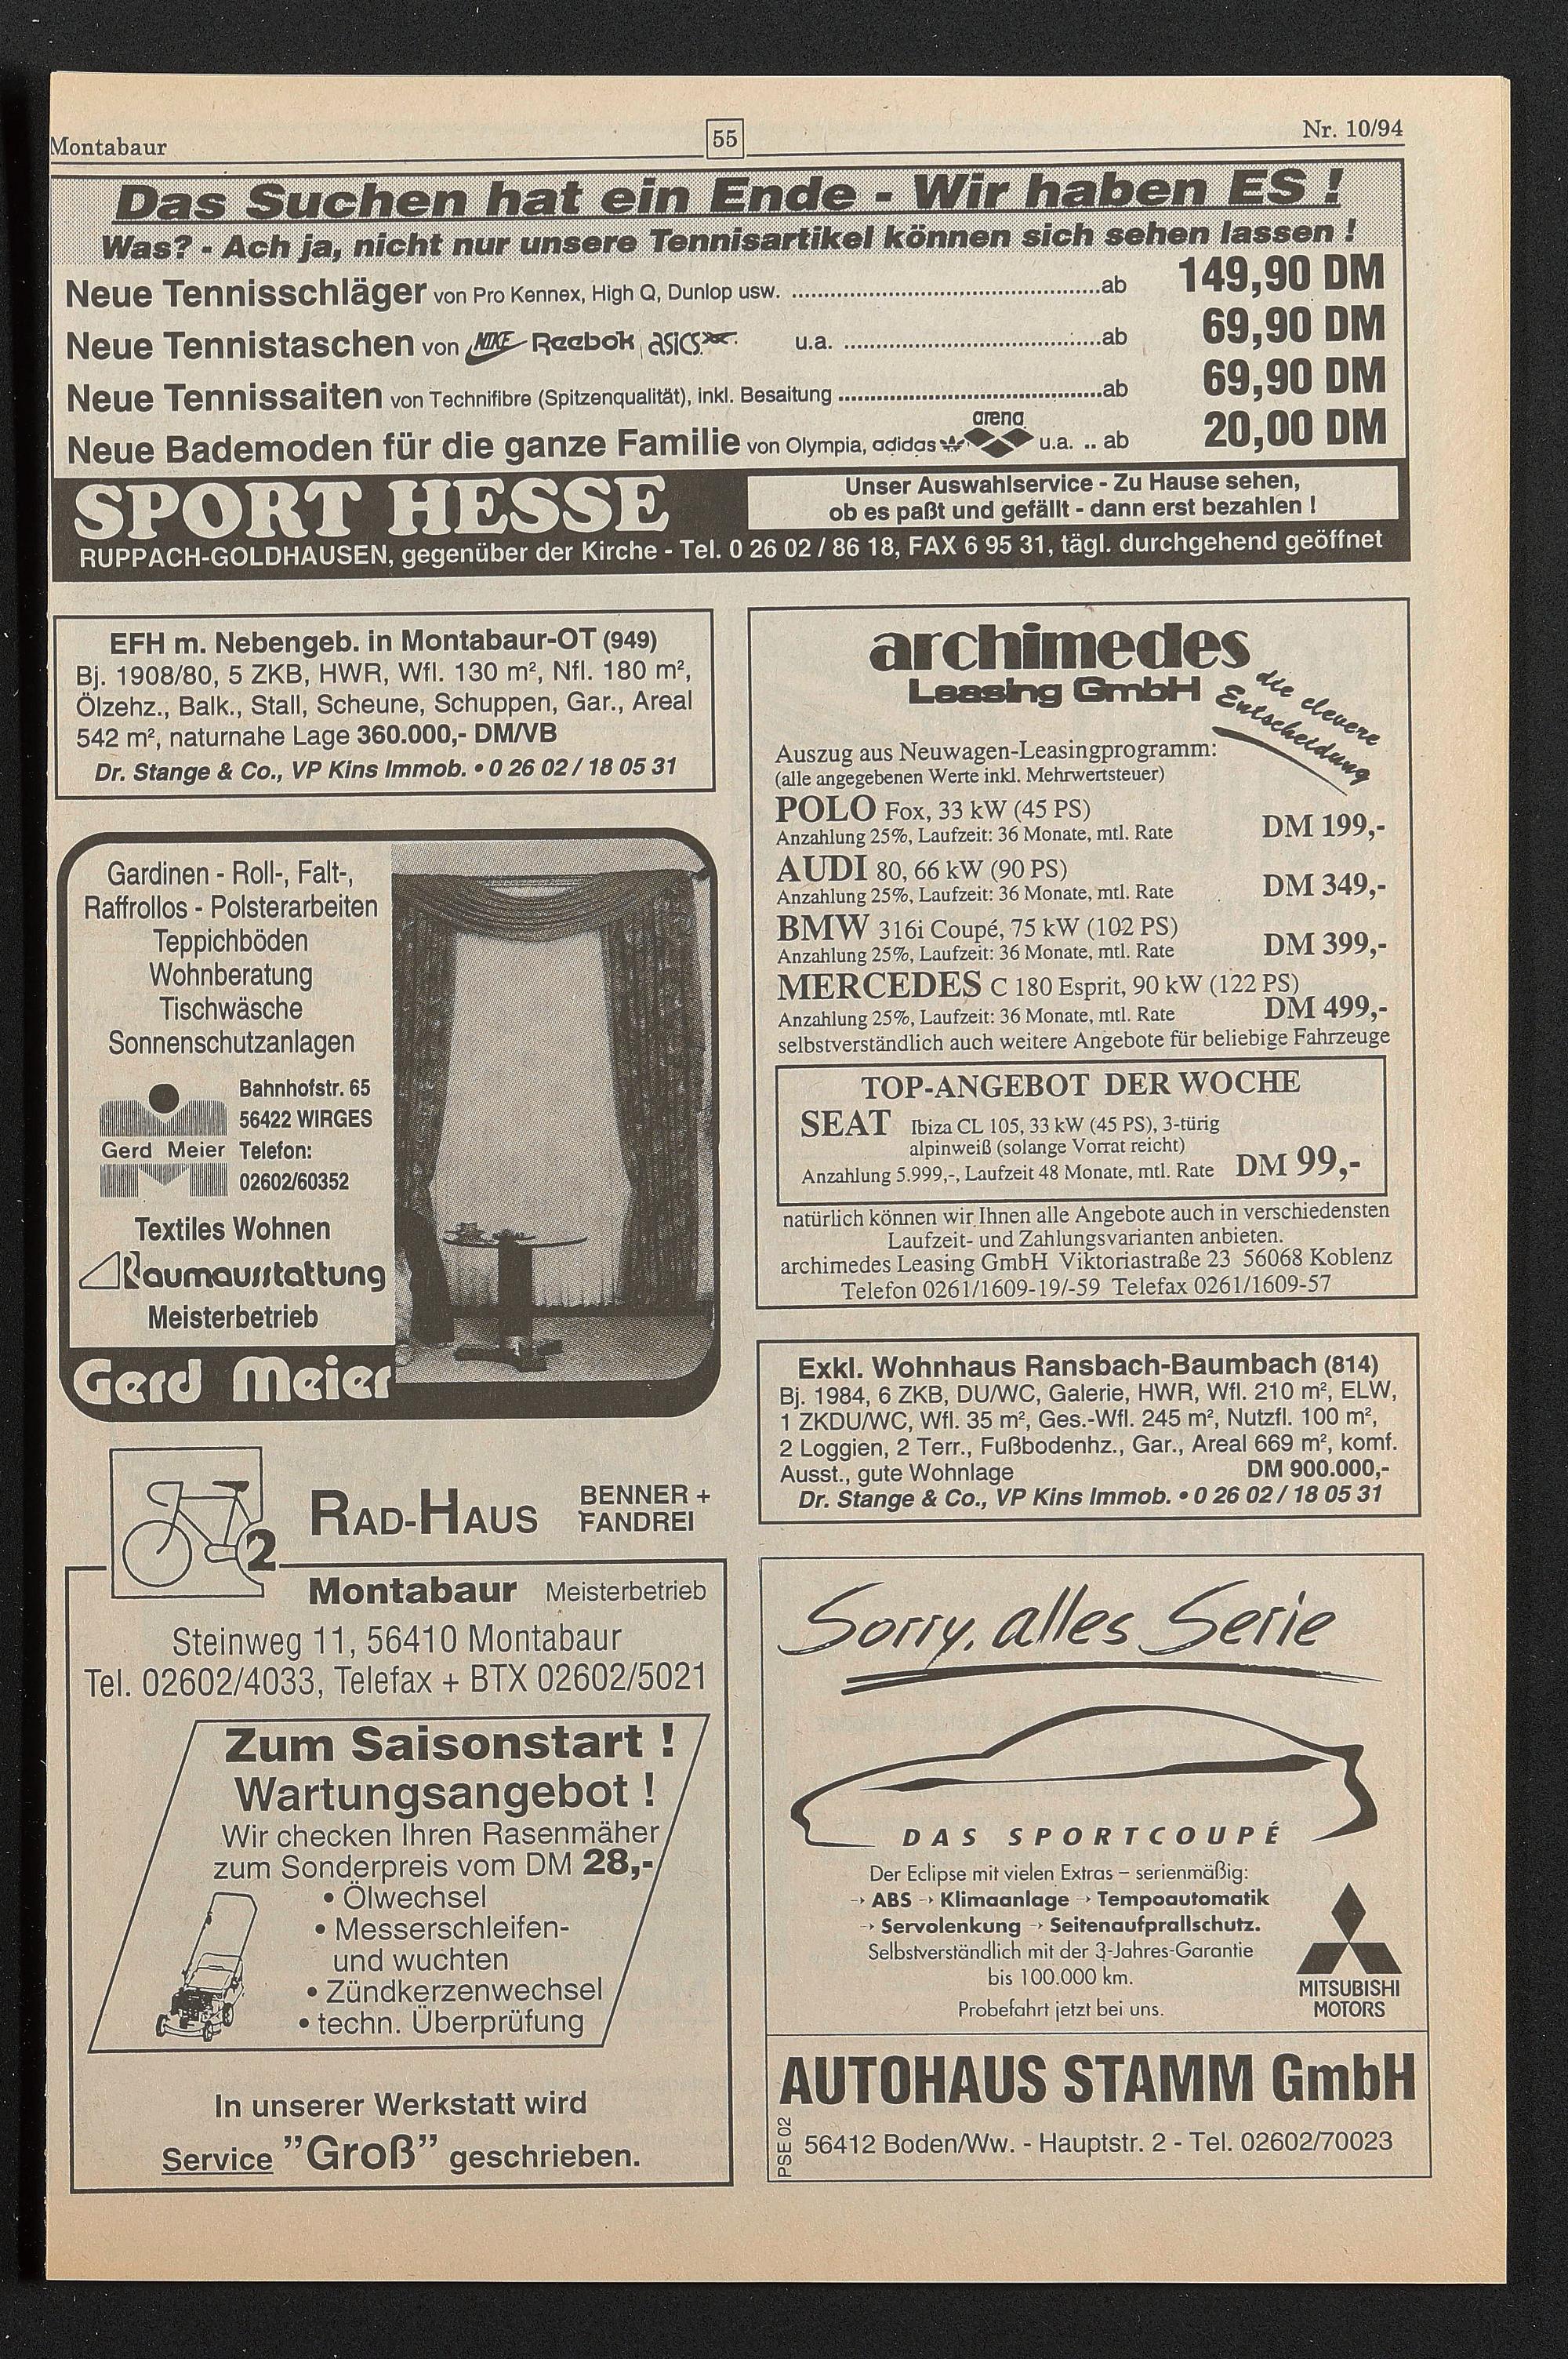 Montabaur
55
Nr. 10/94
Das Suchen hat ein Ende - Wir haben ES !
Was? - Ach ja, nicht nur unsere Tennisartikel können sich sehen lassen !
Neue Tennisschläger von Pro Kennex, High Q, Dunlop usw. ............................................ab 149,90 DM
Neue Tennistaschen von NIKE Reebok asics u.a. .....................................ab 69,90 DM
Neue Tennissaiten von Technifibre (Spitzenqualität), inkl. Besaitung ......................................ab 69,90 DM
Neue Bademoden für die ganze Familie von Olympia, adidas arena u.a. .. ab 20,00 DM
SPORT HESSE
Unser Auswahlservice - Zu Hause sehen,
ob es paßt und gefällt - dann erst bezahlen !
RUPPACH-GOLDHAUSEN, gegenüber der Kirche - Tel. 0 26 02 / 86 18, FAX 6 95 31, tägl. durchgehend geöffnet
EFH m. Nebengeb. in Montabaur-OT (949)
Bj. 1908/80, 5 ZKB, HWR, Wfl. 130 m², Nfl. 180 m²,
Ölzehz., Balk., Stall, Scheune, Schuppen, Gar., Areal
542 m², naturnahe Lage 360.000,- DM/VB
Dr. Stange & Co., VP Kins Immob. • 0 26 02 / 18 05 31
Gardinen - Roll-, Falt-,
Raffrollos - Polsterarbeiten
Teppichböden
Wohnberatung
Tischwäsche
Sonnenschutzanlagen
Gerd Meier
Bahnhofstr. 65
56422 WIRGES
Telefon:
02602/60352
Textiles Wohnen
Raumausstattung
Meisterbetrieb
Gerd Meier
2
RAD-HAUS
BENNER +
FANDREI
Montabaur Meisterbetrieb
Steinweg 11, 56410 Montabaur
Tel. 02602/4033, Telefax + BTX 02602/5021
Zum Saisonstart !
Wartungsangebot !
Wir checken Ihren Rasenmäher
zum Sonderpreis vom DM 28,-
• Ölwechsel
• Messerschleifen-
und wuchten
• Zündkerzenwechsel
• techn. Überprüfung
In unserer Werkstatt wird
Service "Groß" geschrieben.
archimedes
Leasing GmbH
die clevere
Entscheidung
Auszug aus Neuwagen-Leasingprogramm:
(alle angegebenen Werte inkl. Mehrwertsteuer)
POLO Fox, 33 kW (45 PS)
Anzahlung 25%, Laufzeit: 36 Monate, mtl. Rate DM 199,-
AUDI 80, 66 kW (90 PS)
Anzahlung 25%, Laufzeit: 36 Monate, mtl. Rate DM 349,-
BMW 316i Coupé, 75 kW (102 PS)
Anzahlung 25%, Laufzeit: 36 Monate, mtl. Rate DM 399,-
MERCEDES C 180 Esprit, 90 kW (122 PS)
Anzahlung 25%, Laufzeit: 36 Monate, mtl. Rate DM 499,-
selbstverständlich auch weitere Angebote für beliebige Fahrzeuge
TOP-ANGEBOT DER WOCHE
SEAT Ibiza CL 105, 33 kW (45 PS), 3-türig
alpinweiß (solange Vorrat reicht)
Anzahlung 5.999,-, Laufzeit 48 Monate, mtl. Rate DM 99,-
natürlich können wir Ihnen alle Angebote auch in verschiedensten
Laufzeit- und Zahlungsvarianten anbieten.
archimedes Leasing GmbH Viktoriastraße 23 56068 Koblenz
Telefon 0261/1609-19/-59 Telefax 0261/1609-57
Exkl. Wohnhaus Ransbach-Baumbach (814)
Bj. 1984, 6 ZKB, DU/WC, Galerie, HWR, Wfl. 210 m², ELW,
1 ZKDU/WC, Wfl. 35 m², Ges.-Wfl. 245 m², Nutzfl. 100 m²,
2 Loggien, 2 Terr., Fußbodenhz., Gar., Areal 669 m², komf.
Ausst., gute Wohnlage DM 900.000,-
Dr. Stange & Co., VP Kins Immob. • 0 26 02 / 18 05 31
Sorry, alles Serie
DAS SPORTCOUPÉ
Der Eclipse mit vielen Extras – serienmäßig:
→ ABS → Klimaanlage → Tempoautomatik
→ Servolenkung → Seitenaufprallschutz.
Selbstverständlich mit der 3-Jahres-Garantie
bis 100.000 km.
Probefahrt jetzt bei uns.
MITSUBISHI
MOTORS
AUTOHAUS STAMM GmbH
PSE 02
56412 Boden/Ww. - Hauptstr. 2 - Tel. 02602/70023